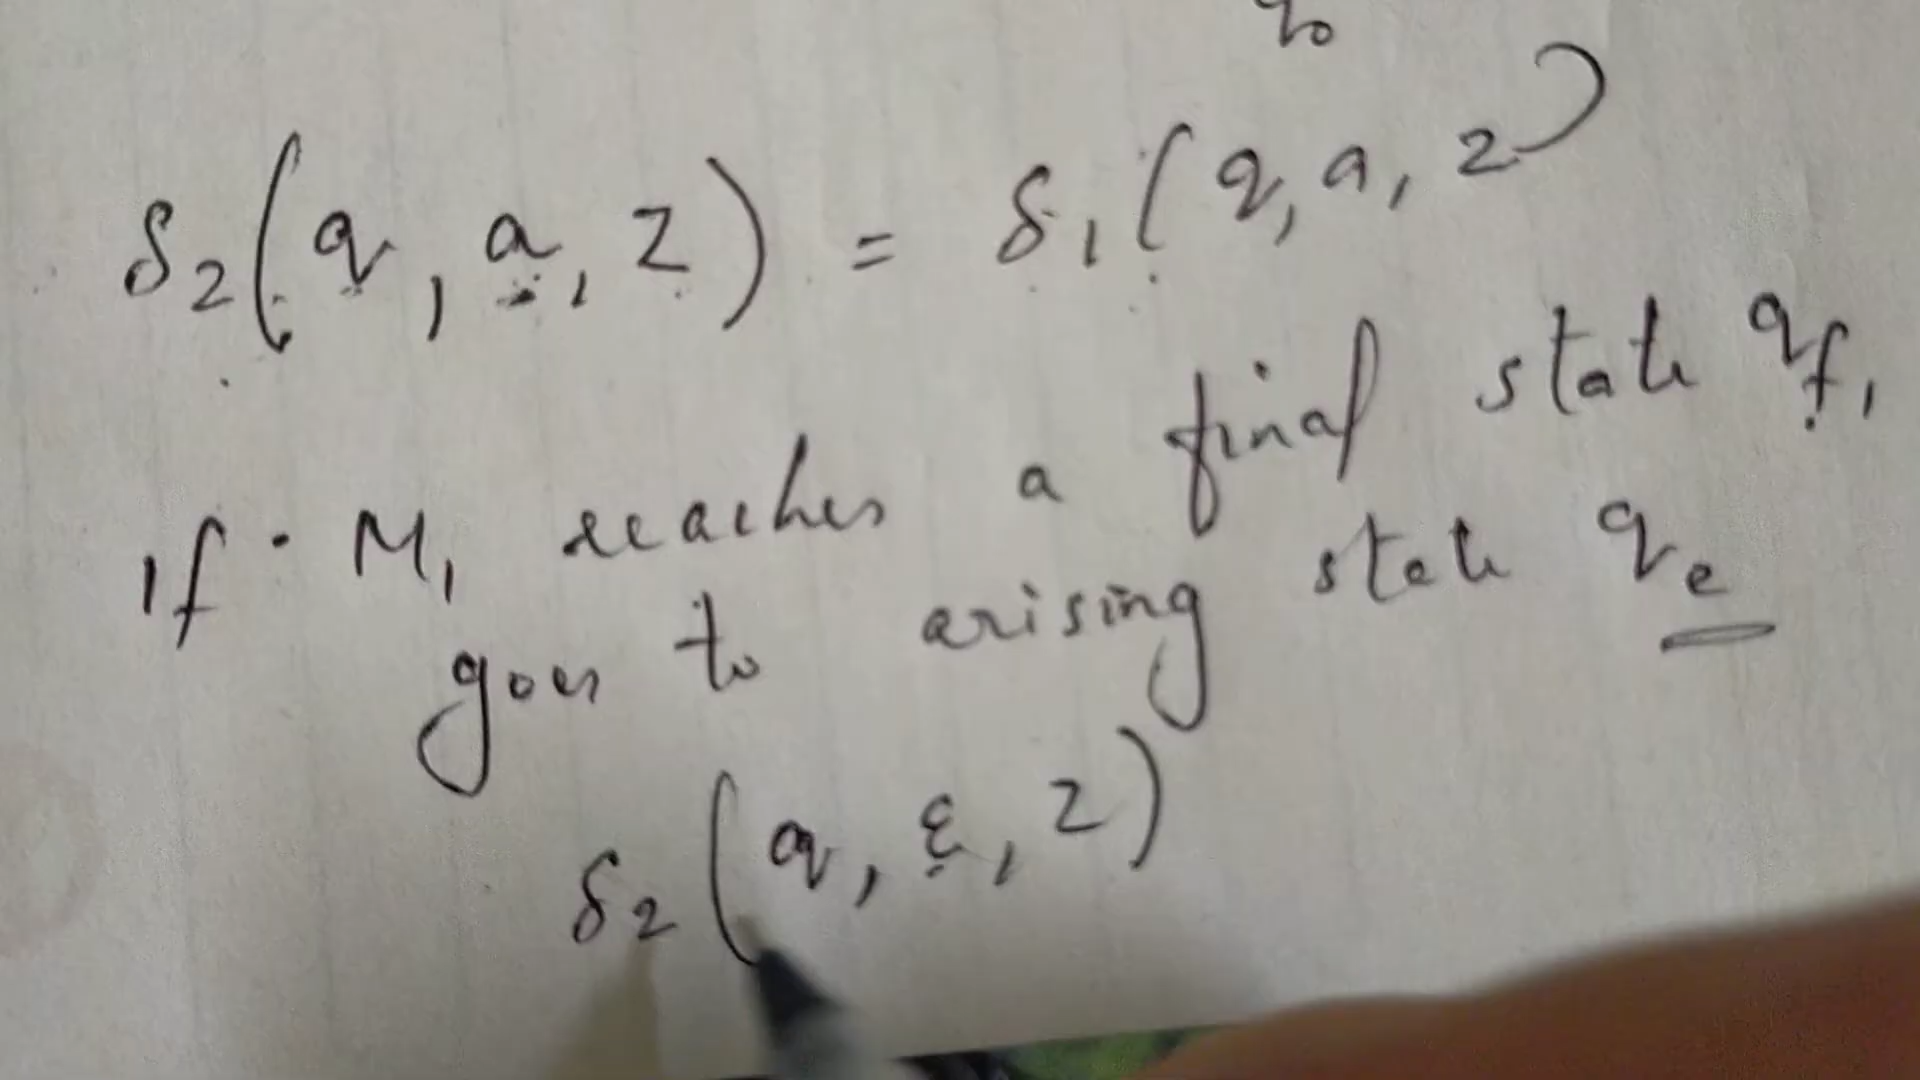 q₀
δ₂(q, a, z) = δ₁(q, a, z)
if M₁ reaches a final state qf,
goes to arising state qe
δ₂(q, ε, z)